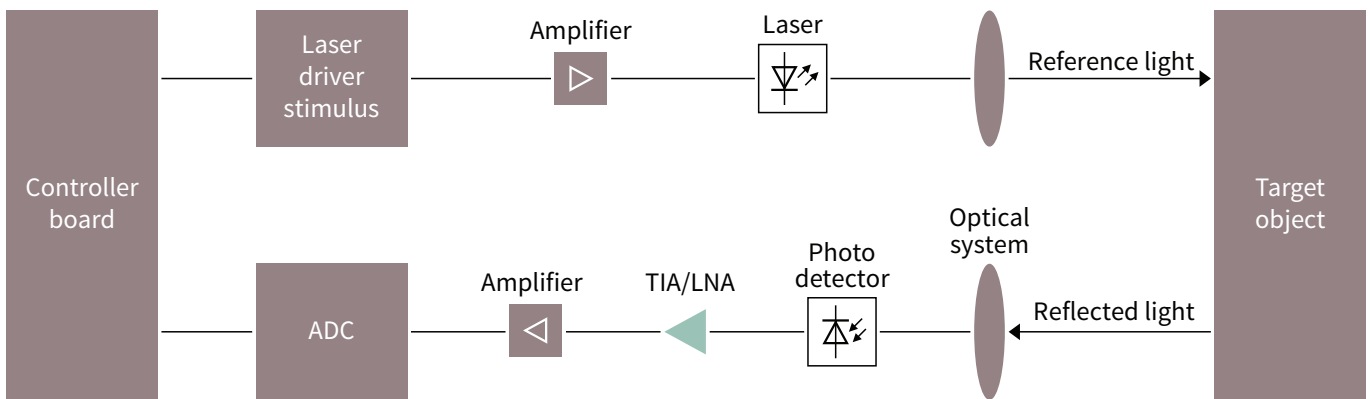 Controller
board
Laser
driver
stimulus
Amplifier
Laser
Reference light
Target
object
Optical
system
Reflected light
Photo
detector
TIA/LNA
Amplifier
ADC